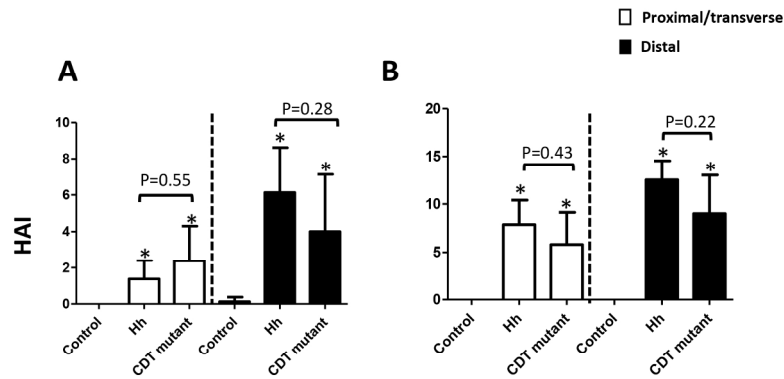 Proximal/transverse
Distal
A
B
HAI
10
8
6
4
2
0
P=0.55
P=0.28
*
*
*
*
Control
Hh
CDT mutant
Control
Hh
CDT mutant
20
15
10
5
0
P=0.43
P=0.22
*
*
*
*
Control
Hh
CDT mutant
Control
Hh
CDT mutant